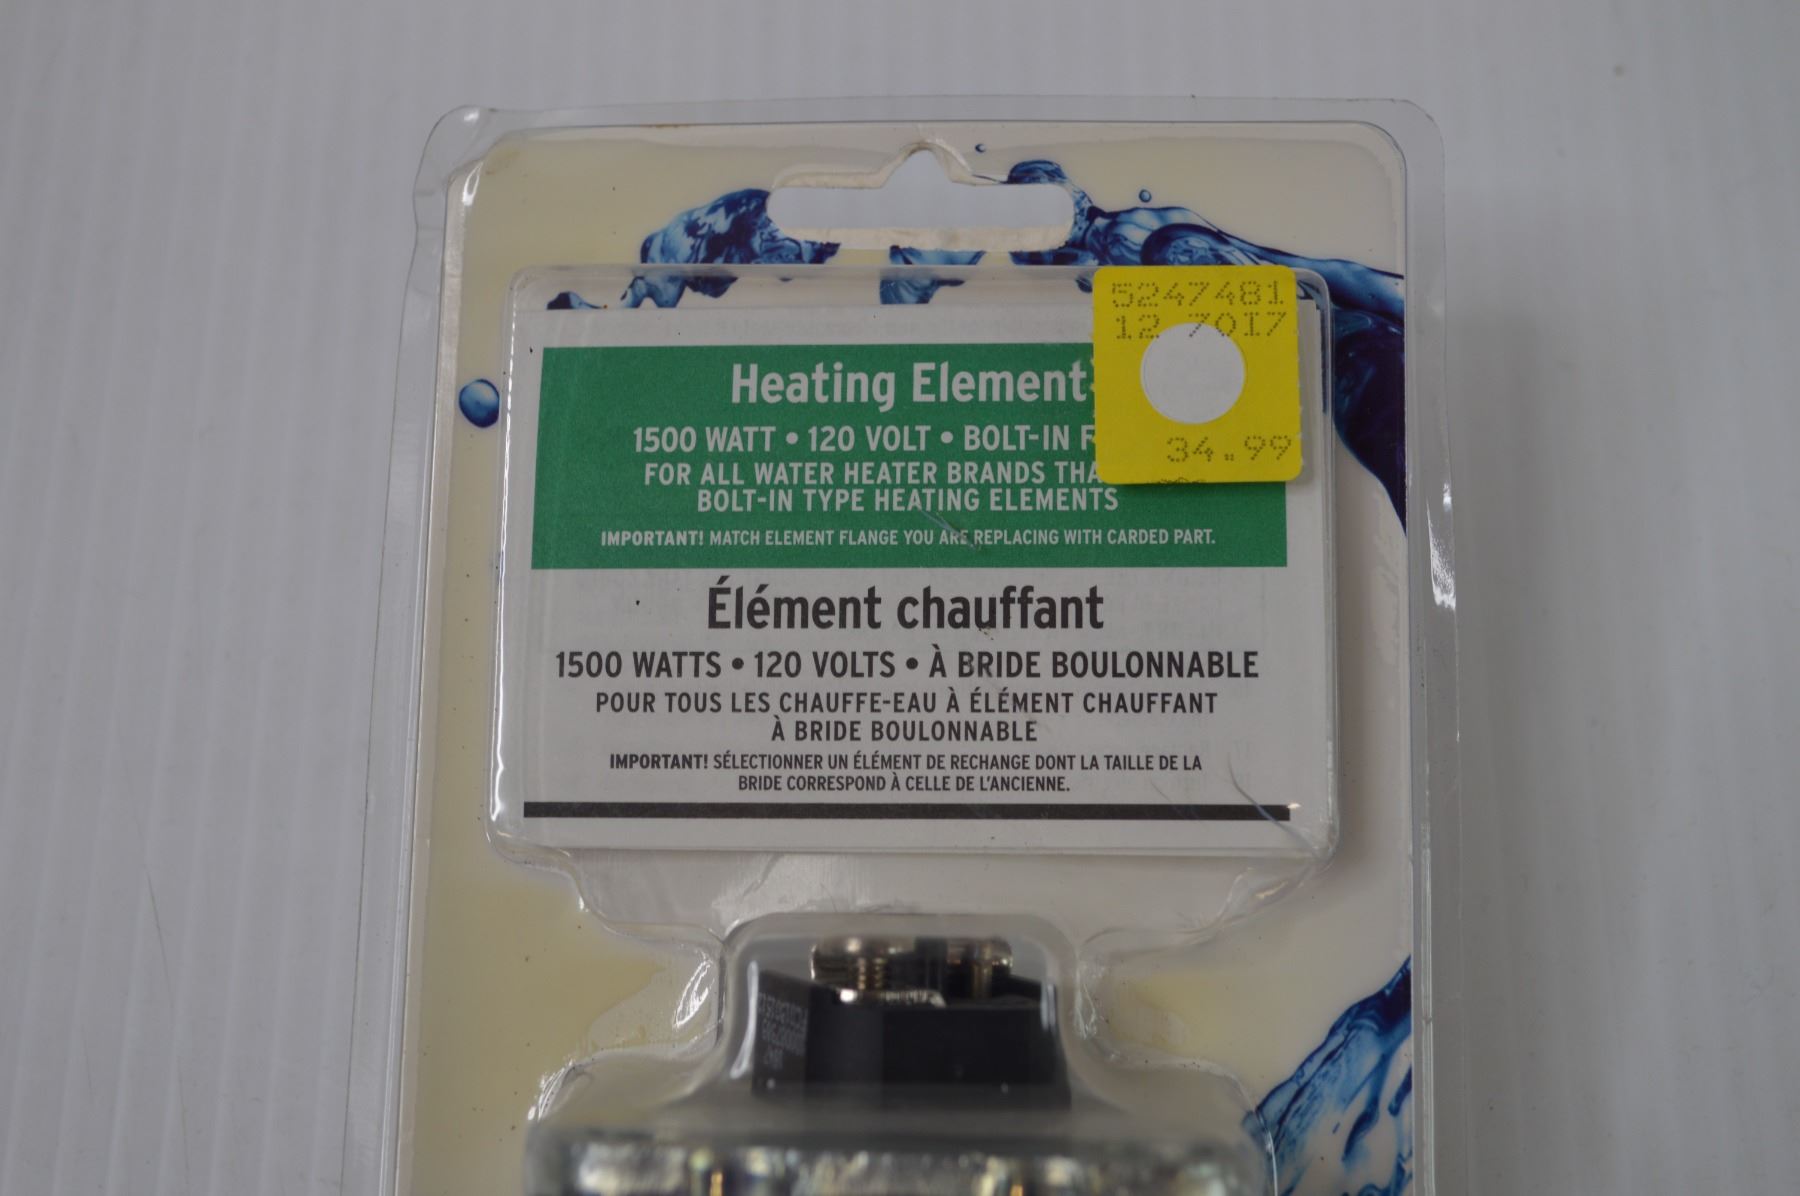 5247481
12 7017
34.99
Heating Element
1500 WATT • 120 VOLT • BOLT-IN
FOR ALL WATER HEATER BRANDS
BOLT-IN TYPE HEATING ELEMENTS
IMPORTANT! MATCH ELEMENT FLANGE YOU ARE REPLACING WITH CARDED PART.
Élément chauffant
1500 WATTS • 120 VOLTS • À BRIDE BOULONNABLE
POUR TOUS LES CHAUFFE-EAU À ÉLÉMENT CHAUFFANT
À BRIDE BOULONNABLE
IMPORTANT! SÉLECTIONNER UN ÉLÉMENT DE RECHANGE DONT LA TAILLE DE LA
BRIDE CORRESPOND À CELLE DE L'ANCIENNE.